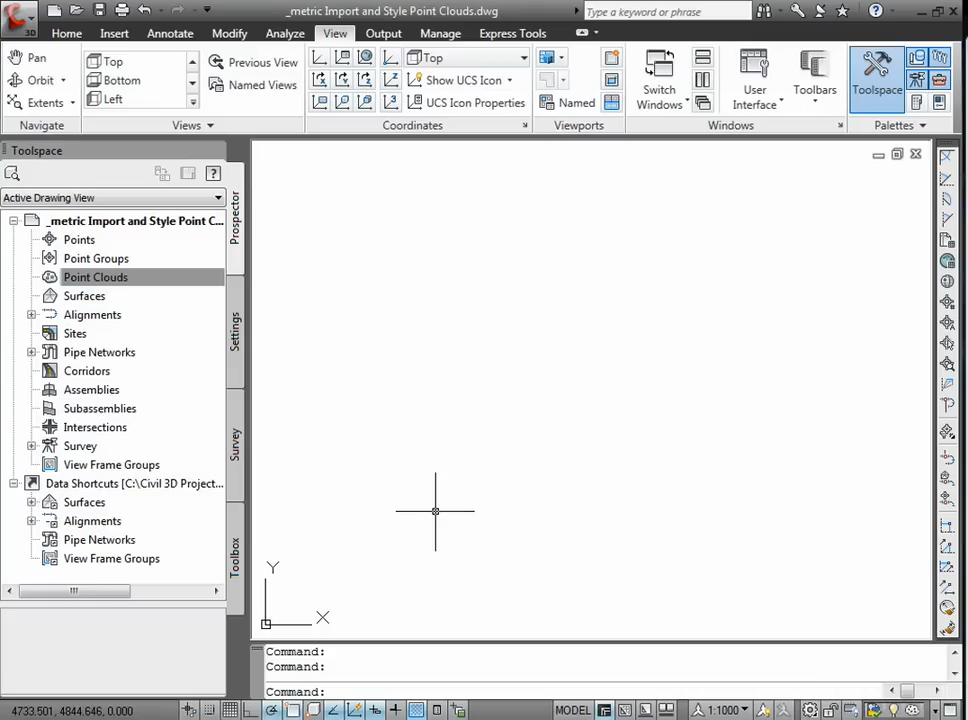 _metric Import and Style Point Clouds.dwg
Type a keyword or phrase
3D
Home Insert Annotate Modify Analyze View Output Manage Express Tools
Pan
Orbit
Extents
Navigate
Top
Bottom
Left
Previous View
Named Views
Views
Top
Show UCS Icon
UCS Icon Properties
Coordinates
Named
Viewports
Switch
Windows
User
Interface
Toolbars
Windows
Toolspace
Palettes
Toolspace
Active Drawing View
_metric Import and Style Point C...
Points
Point Groups
Point Clouds
Surfaces
Alignments
Sites
Pipe Networks
Corridors
Assemblies
Subassemblies
Intersections
Survey
View Frame Groups
Data Shortcuts [C:\Civil 3D Project...
Surfaces
Alignments
Pipe Networks
View Frame Groups
Prospector
Settings
Survey
Toolbox
Y
X
Command:
Command:
Command:
4733.501, 4844.646, 0.000
MODEL
1:1000